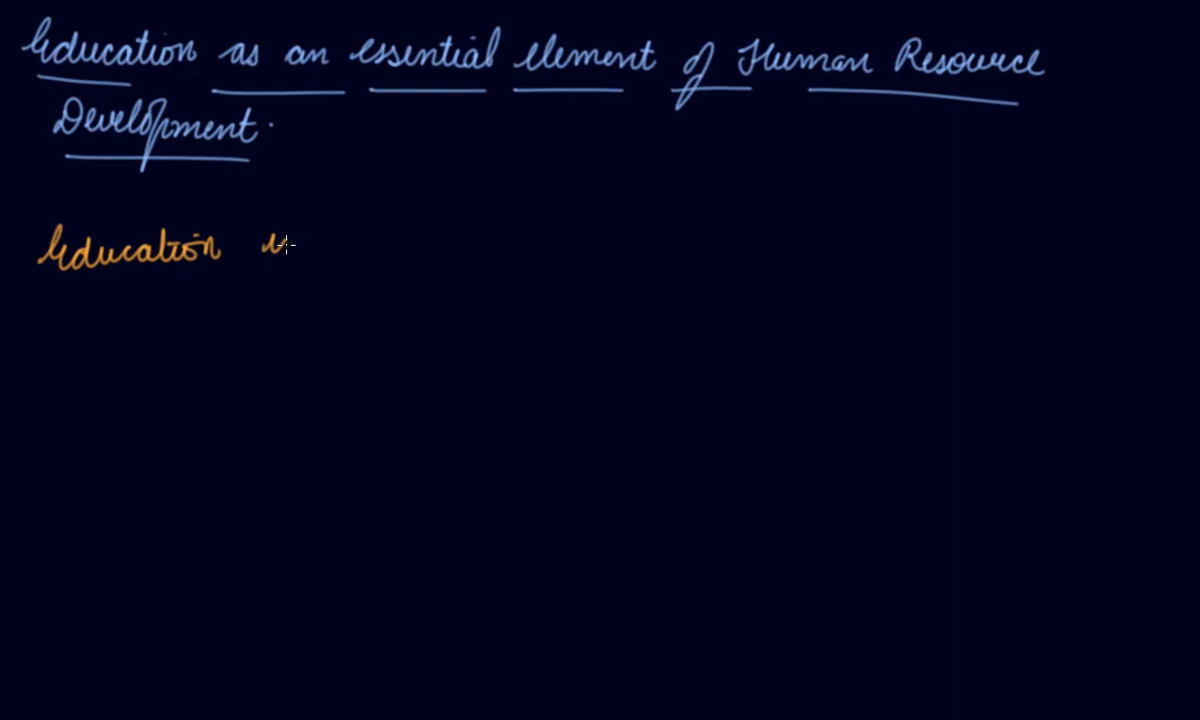 Education as an essential element of Human Resource
Development.
Education